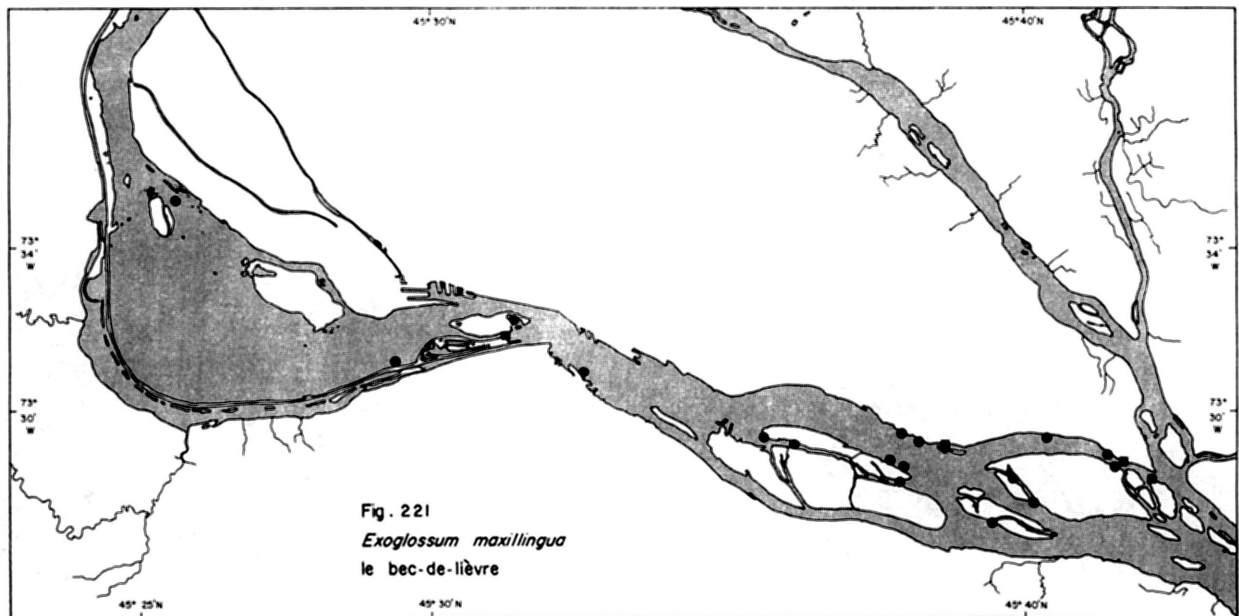 45° 30' N
45° 40' N
73°
34'
W
73°
34'
W
73°
30'
W
73°
30'
W
Fig. 221
Exoglossum maxillingua
le bec-de-lièvre
45° 25' N
45° 30' N
45° 40' N